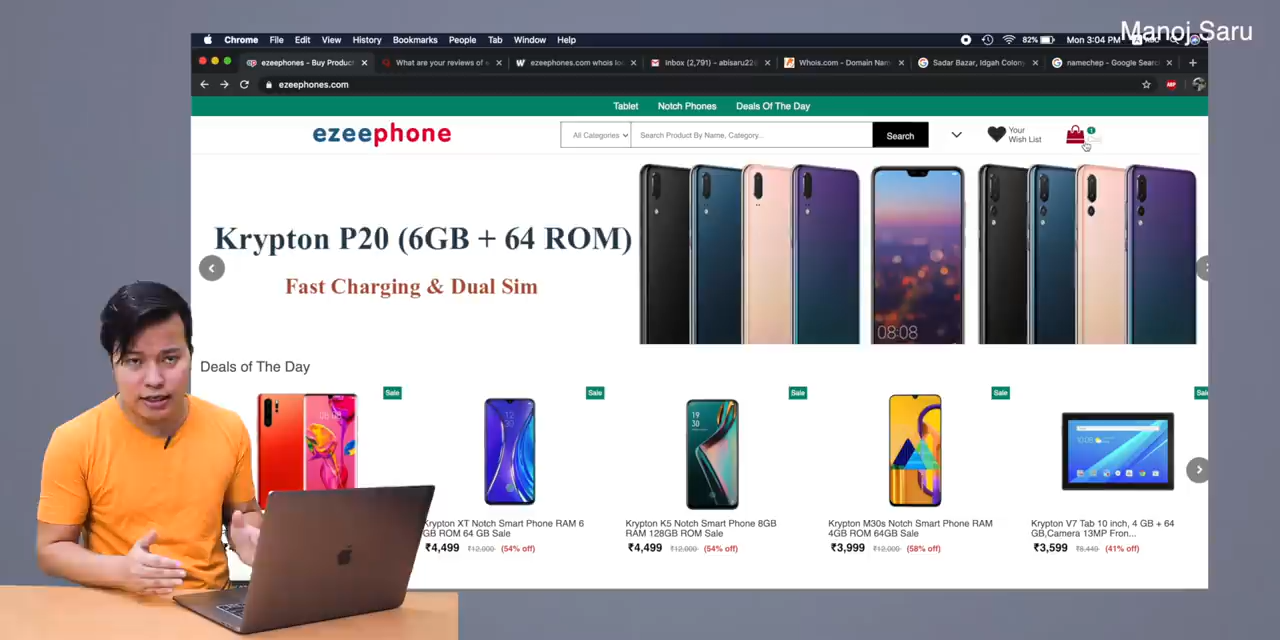 Manoj Saru
Chrome File Edit View History Bookmarks People Tab Window Help
82% Mon 3:04 PM
ezeephones - Buy Product
What are your reviews of e
ezeephones.com whois lo
Inbox (2,791) - abisaru22
Whois.com - Domain Nam
Sadar Bazar, Idgah Colony
namechep - Google Searc
ezeephones.com
ABP
Tablet Notch Phones Deals Of The Day
ezeephone
All Categories
Search Product By Name, Category...
Search
Your
Wish List
1
Krypton P20 (6GB + 64 ROM)
Fast Charging & Dual Sim
08:08
Deals of The Day
Sale
Sale
Sale
Sale
Krypton XT Notch Smart Phone RAM 6
GB ROM 64 GB Sale
₹4,499 ₹12,000 (54% off)
Krypton K5 Notch Smart Phone 8GB
RAM 128GB ROM Sale
₹4,499 ₹12,000 (54% off)
Krypton M30s Notch Smart Phone RAM
4GB ROM 64GB Sale
₹3,999 ₹12,000 (58% off)
Krypton V7 Tab 10 inch, 4 GB + 64
GB,Camera 13MP Fron...
₹3,599 ₹8,449 (41% off)